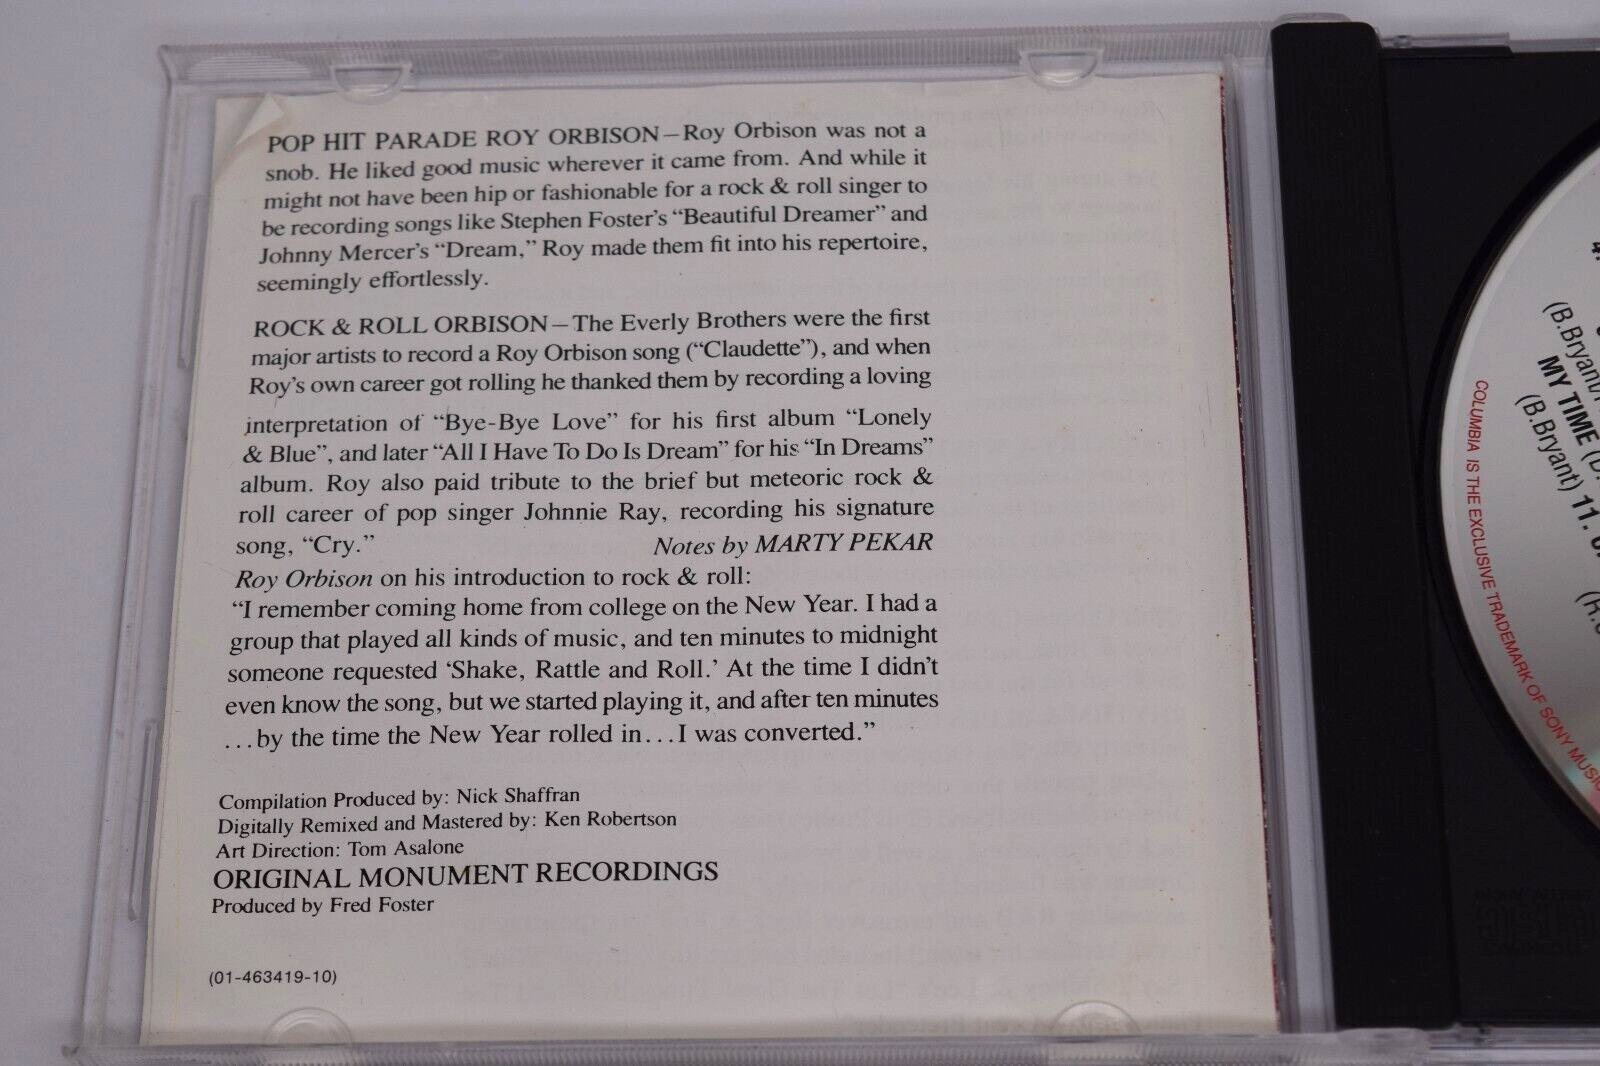 POP HIT PARADE ROY ORBISON—Roy Orbison was not a
snob. He liked good music wherever it came from. And while it
might not have been hip or fashionable for a rock & roll singer to
be recording songs like Stephen Foster's “Beautiful Dreamer” and
Johnny Mercer's “Dream,” Roy made them fit into his repertoire,
seemingly effortlessly.
ROCK & ROLL ORBISON—The Everly Brothers were the first
major artists to record a Roy Orbison song (“Claudette”), and when
Roy's own career got rolling he thanked them by recording a loving
interpretation of “Bye-Bye Love” for his first album “Lonely
& Blue”, and later “All I Have To Do Is Dream” for his “In Dreams”
album. Roy also paid tribute to the brief but meteoric rock &
roll career of pop singer Johnnie Ray, recording his signature
song, “Cry.” Notes by MARTY PEKAR
Roy Orbison on his introduction to rock & roll:
“I remember coming home from college on the New Year. I had a
group that played all kinds of music, and ten minutes to midnight
someone requested ‘Shake, Rattle and Roll.’ At the time I didn't
even know the song, but we started playing it, and after ten minutes
...by the time the New Year rolled in...I was converted.”
Compilation Produced by: Nick Shaffran
Digitally Remixed and Mastered by: Ken Robertson
Art Direction: Tom Asalone
ORIGINAL MONUMENT RECORDINGS
Produced by Fred Foster
(01-463419-10)
(B.Bryant/
MY TIME (D.
(B.Bryant) 11.
COLUMBIA IS THE EXCLUSIVE TRADEMARK OF SONY MUSIC